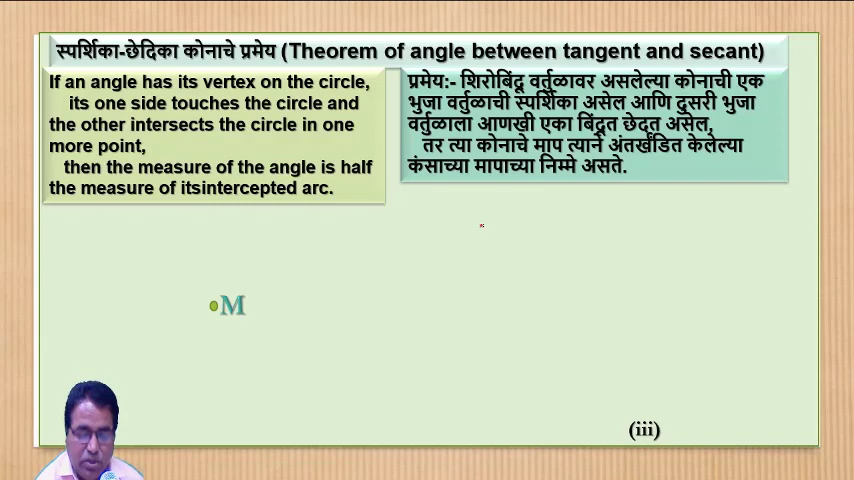 स्पर्शिका-छेदिका कोनाचे प्रमेय (Theorem of angle between tangent and secant)
If an angle has its vertex on the circle,
its one side touches the circle and
the other intersects the circle in one
more point,
then the measure of the angle is half
the measure of itsintercepted arc.
प्रमेय:- शिरोबिंदू वर्तुळावर असलेल्या कोनाची एक
भुजा वर्तुळाची स्पर्शिका असेल आणि दुसरी भुजा
वर्तुळाला आणखी एका बिंदूत छेदत असेल,
तर त्या कोनाचे माप त्याने अंतर्खंडित केलेल्या
कंसाच्या मापाच्या निम्मे असते.
M
(iii)